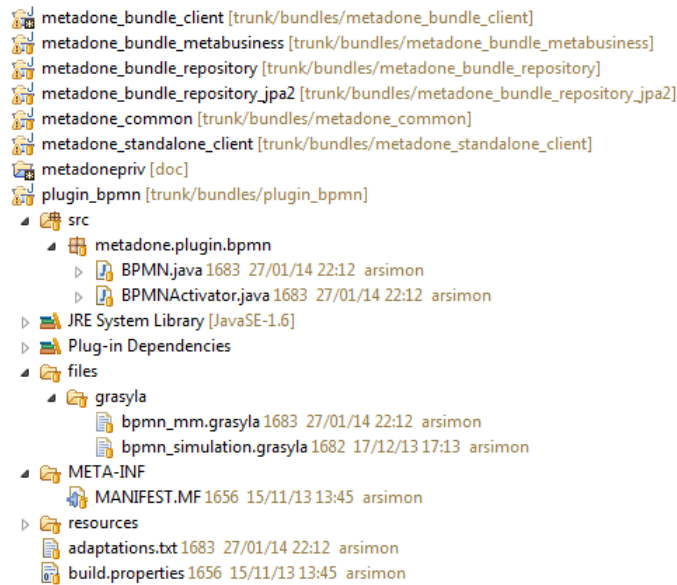 metadone_bundle_client [trunk/bundles/metadone_bundle_client]
metadone_bundle_metabusiness [trunk/bundles/metadone_bundle_metabusiness]
metadone_bundle_repository [trunk/bundles/metadone_bundle_repository]
metadone_bundle_repository_jpa2 [trunk/bundles/metadone_bundle_repository_jpa2]
metadone_common [trunk/bundles/metadone_common]
metadone_standalone_client [trunk/bundles/metadone_standalone_client]
metadonepriv [doc]
plugin_bpmn [trunk/bundles/plugin_bpmn]
src
metadone.plugin.bpmn
BPMN.java 1683 27/01/14 22:12 arsimon
BPMNActivator.java 1683 27/01/14 22:12 arsimon
JRE System Library [JavaSE-1.6]
Plug-in Dependencies
files
grasyla
bpmn_mm.grasyla 1683 27/01/14 22:12 arsimon
bpmn_simulation.grasyla 1682 17/12/13 17:13 arsimon
META-INF
MANIFEST.MF 1656 15/11/13 13:45 arsimon
resources
adaptations.txt 1683 27/01/14 22:12 arsimon
build.properties 1656 15/11/13 13:45 arsimon